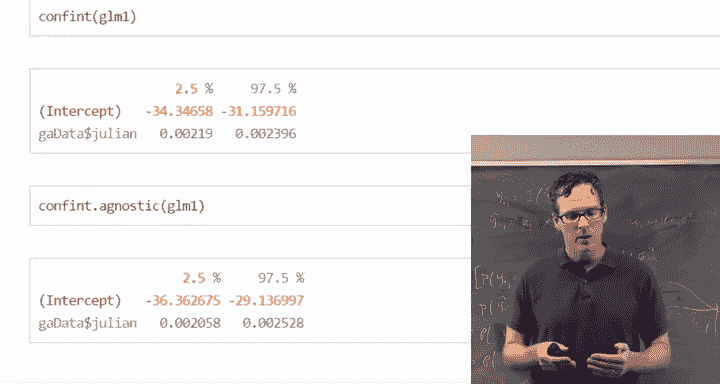 confint(glm1)
2.5 % 97.5 %
(Intercept) -34.34658 -31.159716
gaData$julian 0.00219 0.002396
confint.agnostic(glm1)
2.5 % 97.5 %
(Intercept) -36.362675 -29.136997
gaData$julian 0.002058 0.002528